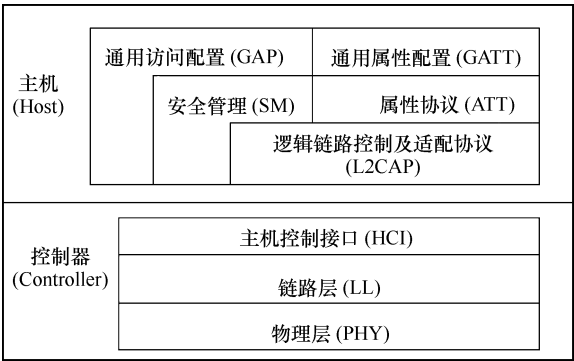 主机
(Host)
通用访问配置 (GAP)
通用属性配置 (GATT)
安全管理 (SM)
属性协议 (ATT)
逻辑链路控制及适配协议
(L2CAP)
控制器
(Controller)
主机控制接口 (HCI)
链路层 (LL)
物理层 (PHY)